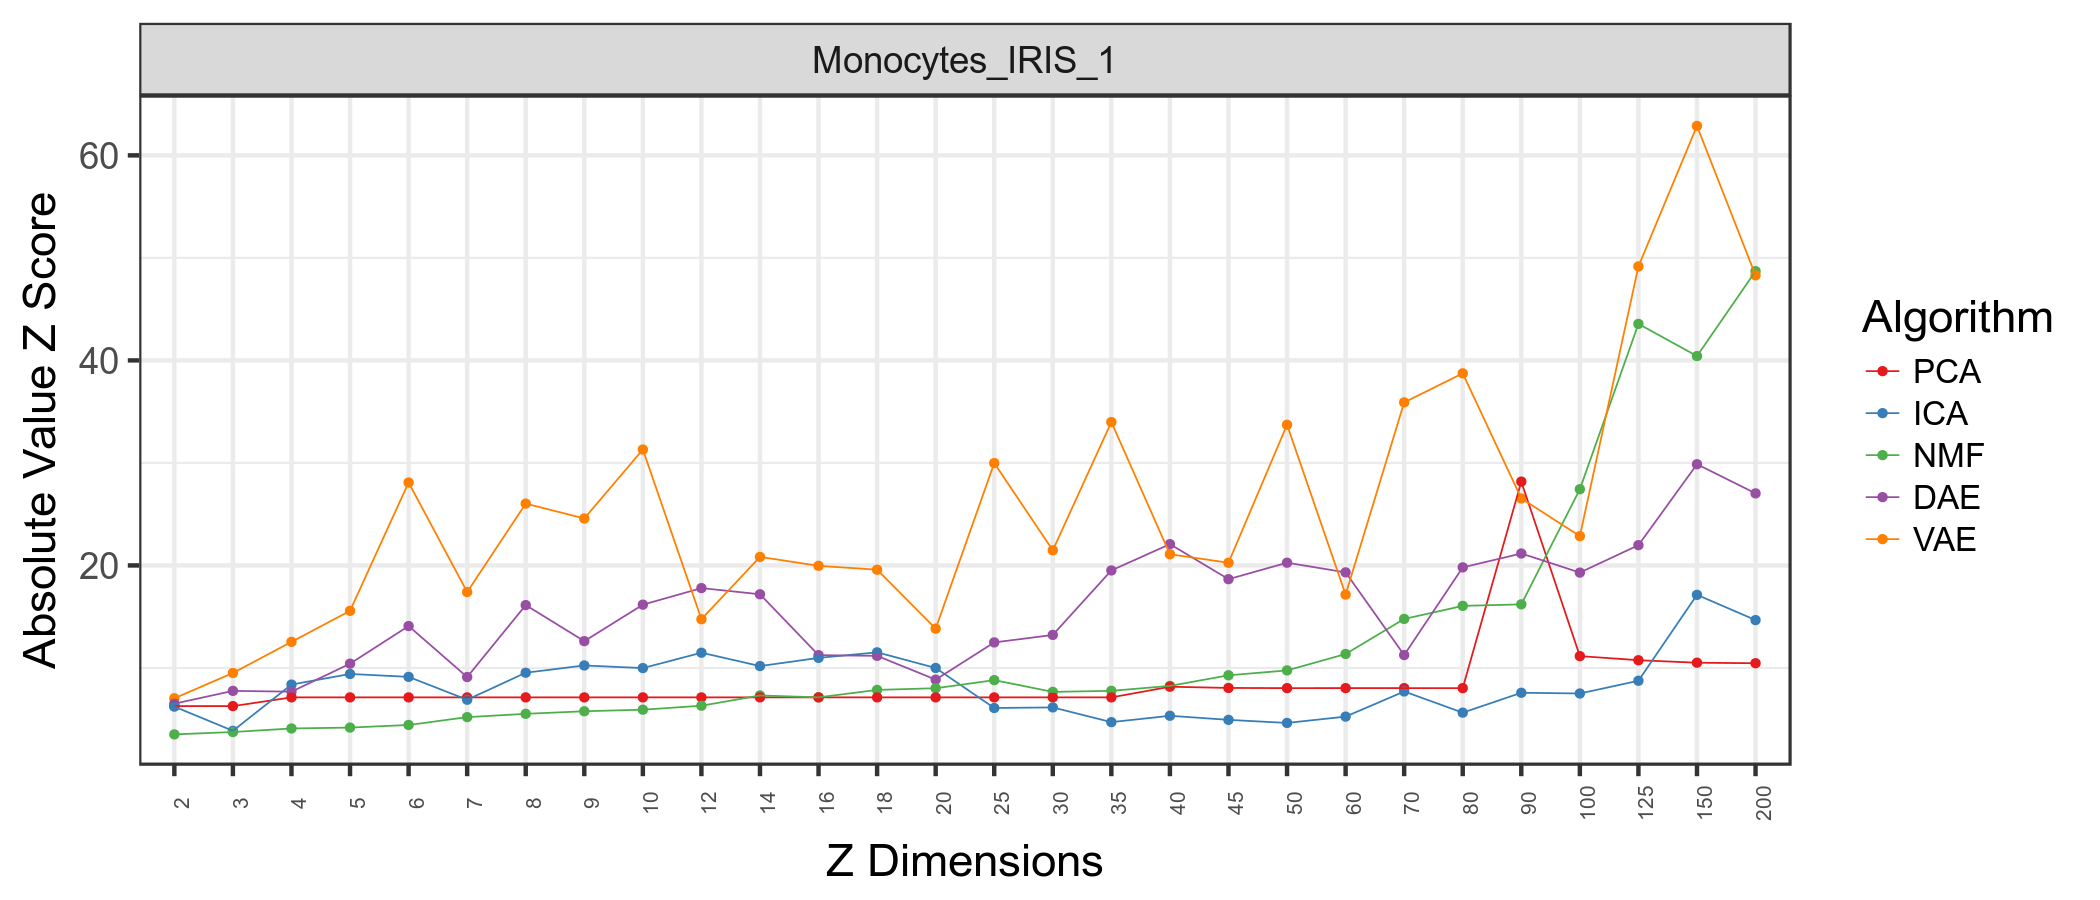 Monocytes_IRIS_1
Absolute Value Z Score
60
40
20
2 3 4 5 6 7 8 9 10 12 14 16 18 20 25 30 35 40 45 50 60 70 80 90 100 125 150 200
Z Dimensions
Algorithm
PCA
ICA
NMF
DAE
VAE